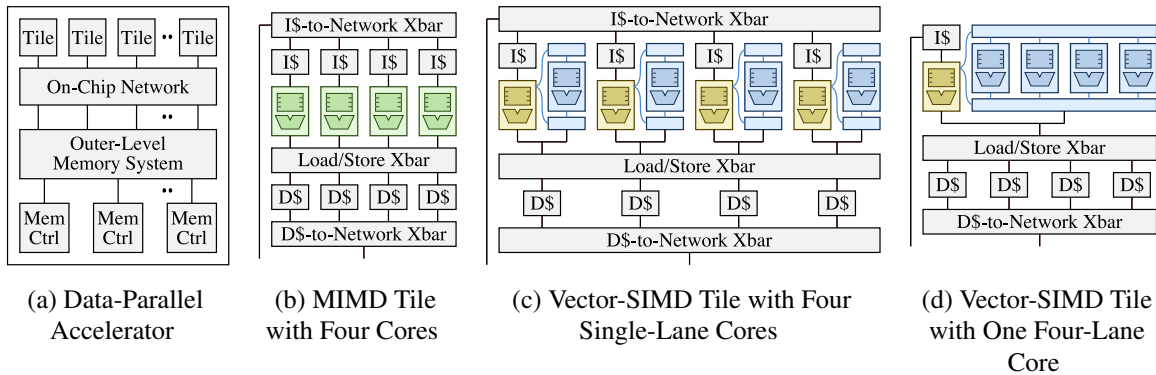 Tile Tile Tile •• Tile
On-Chip Network
••
Outer-Level
Memory System
••
Mem
Ctrl
Mem
Ctrl
Mem
Ctrl
(a) Data-Parallel
Accelerator
I$-to-Network Xbar
I$ I$ I$ I$
Load/Store Xbar
D$ D$ D$ D$
D$-to-Network Xbar
(b) MIMD Tile
with Four Cores
I$-to-Network Xbar
I$ I$ I$ I$
Load/Store Xbar
D$ D$ D$ D$
D$-to-Network Xbar
(c) Vector-SIMD Tile with Four
Single-Lane Cores
I$
Load/Store Xbar
D$ D$ D$ D$
D$-to-Network Xbar
(d) Vector-SIMD Tile
with One Four-Lane
Core